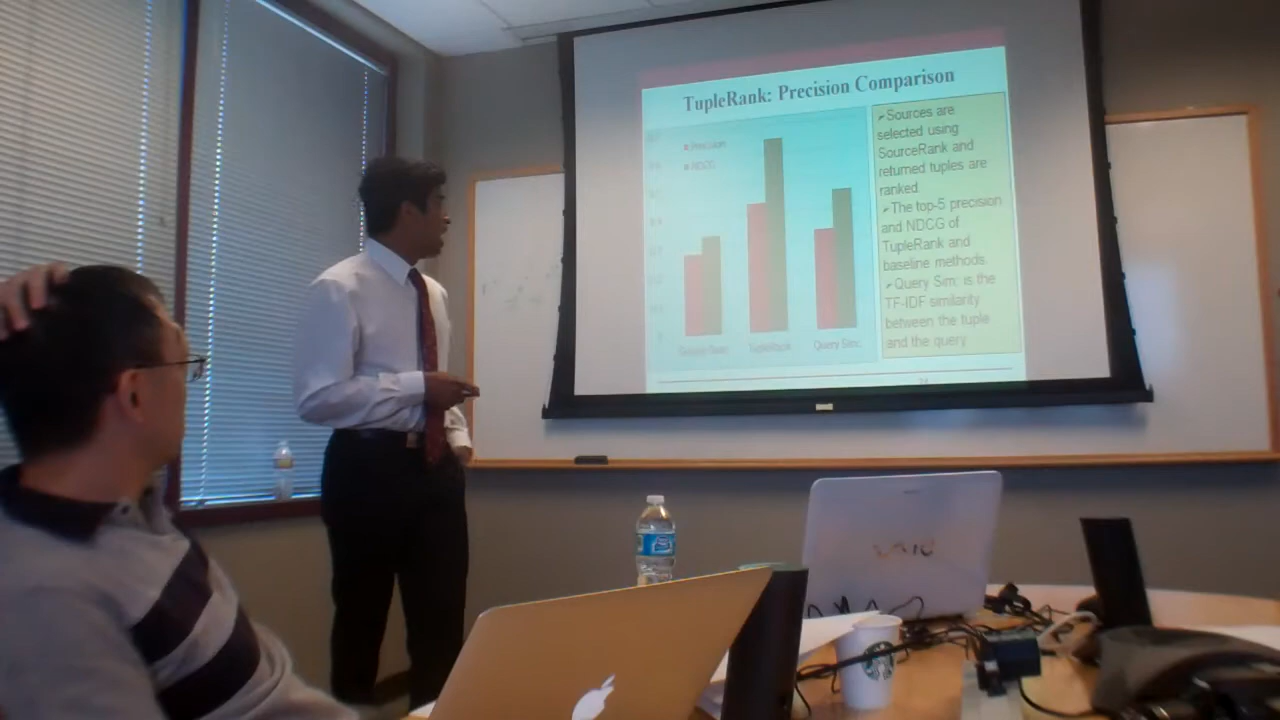 TupleRank: Precision Comparison
Precision
NDCG
TupleRank
Query Sim.
➢Sources are
selected using
SourceRank and
returned tuples are
ranked.
➢The top-5 precision
and NDCG of
TupleRank and
baseline methods.
➢Query Sim: is the
TF-IDF similarity
between the tuple
and the query
VAIO